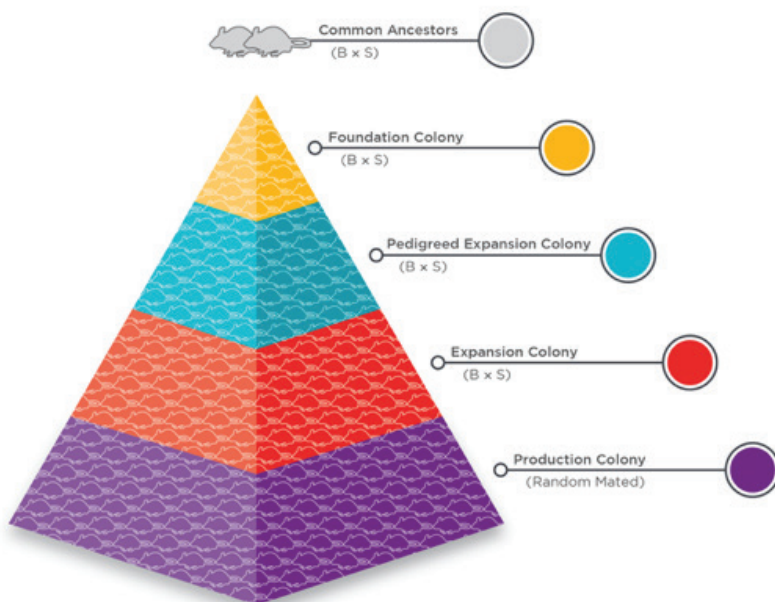 Common Ancestors
(B × S)
Foundation Colony
(B × S)
Pedigreed Expansion Colony
(B × S)
Expansion Colony
(B × S)
Production Colony
(Random Mated)